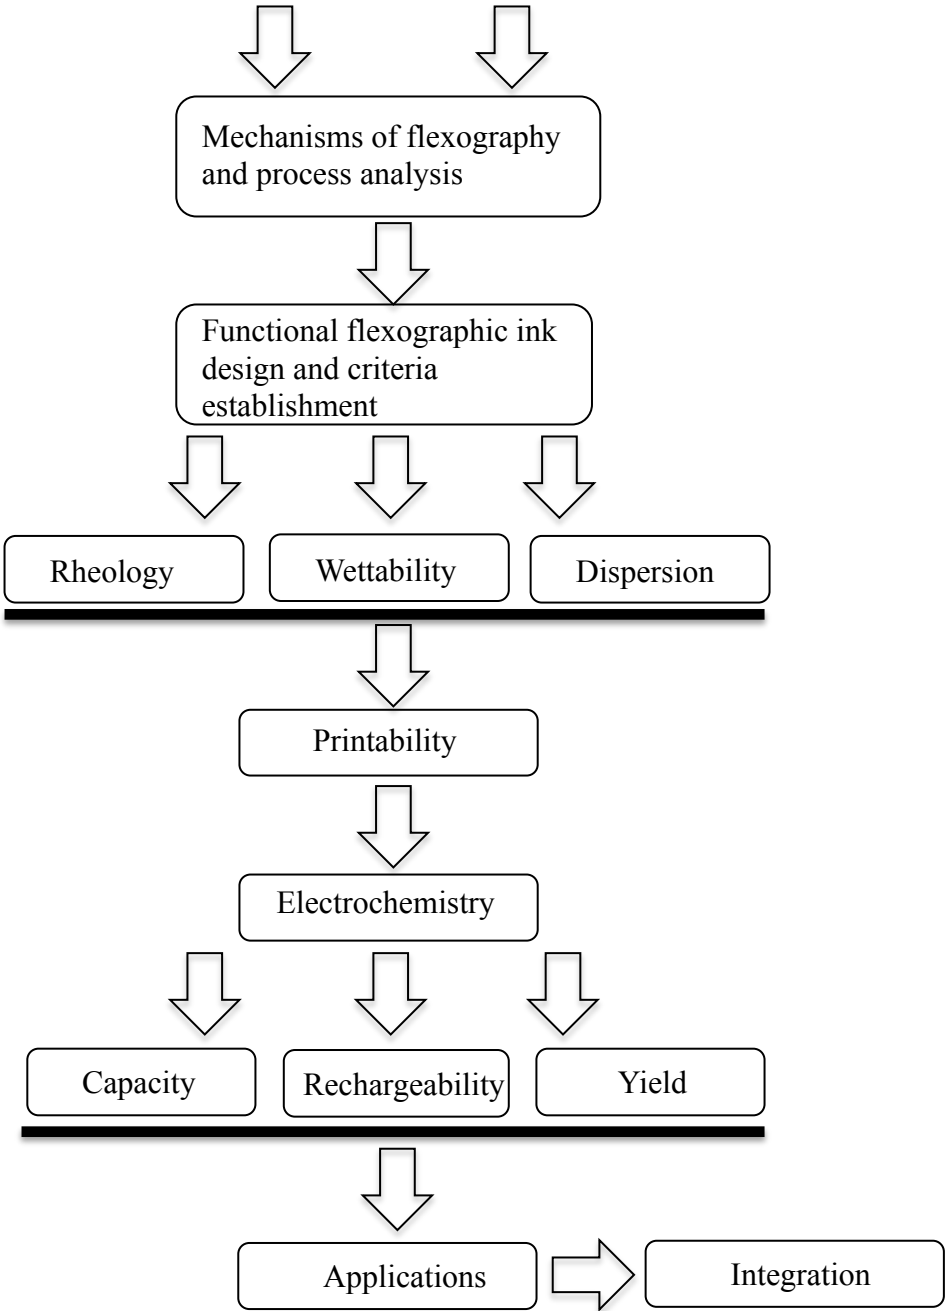 Mechanisms of flexography
and process analysis
Functional flexographic ink
design and criteria
establishment
Rheology
Wettability
Dispersion
Printability
Electrochemistry
Capacity
Rechargeability
Yield
Applications
Integration